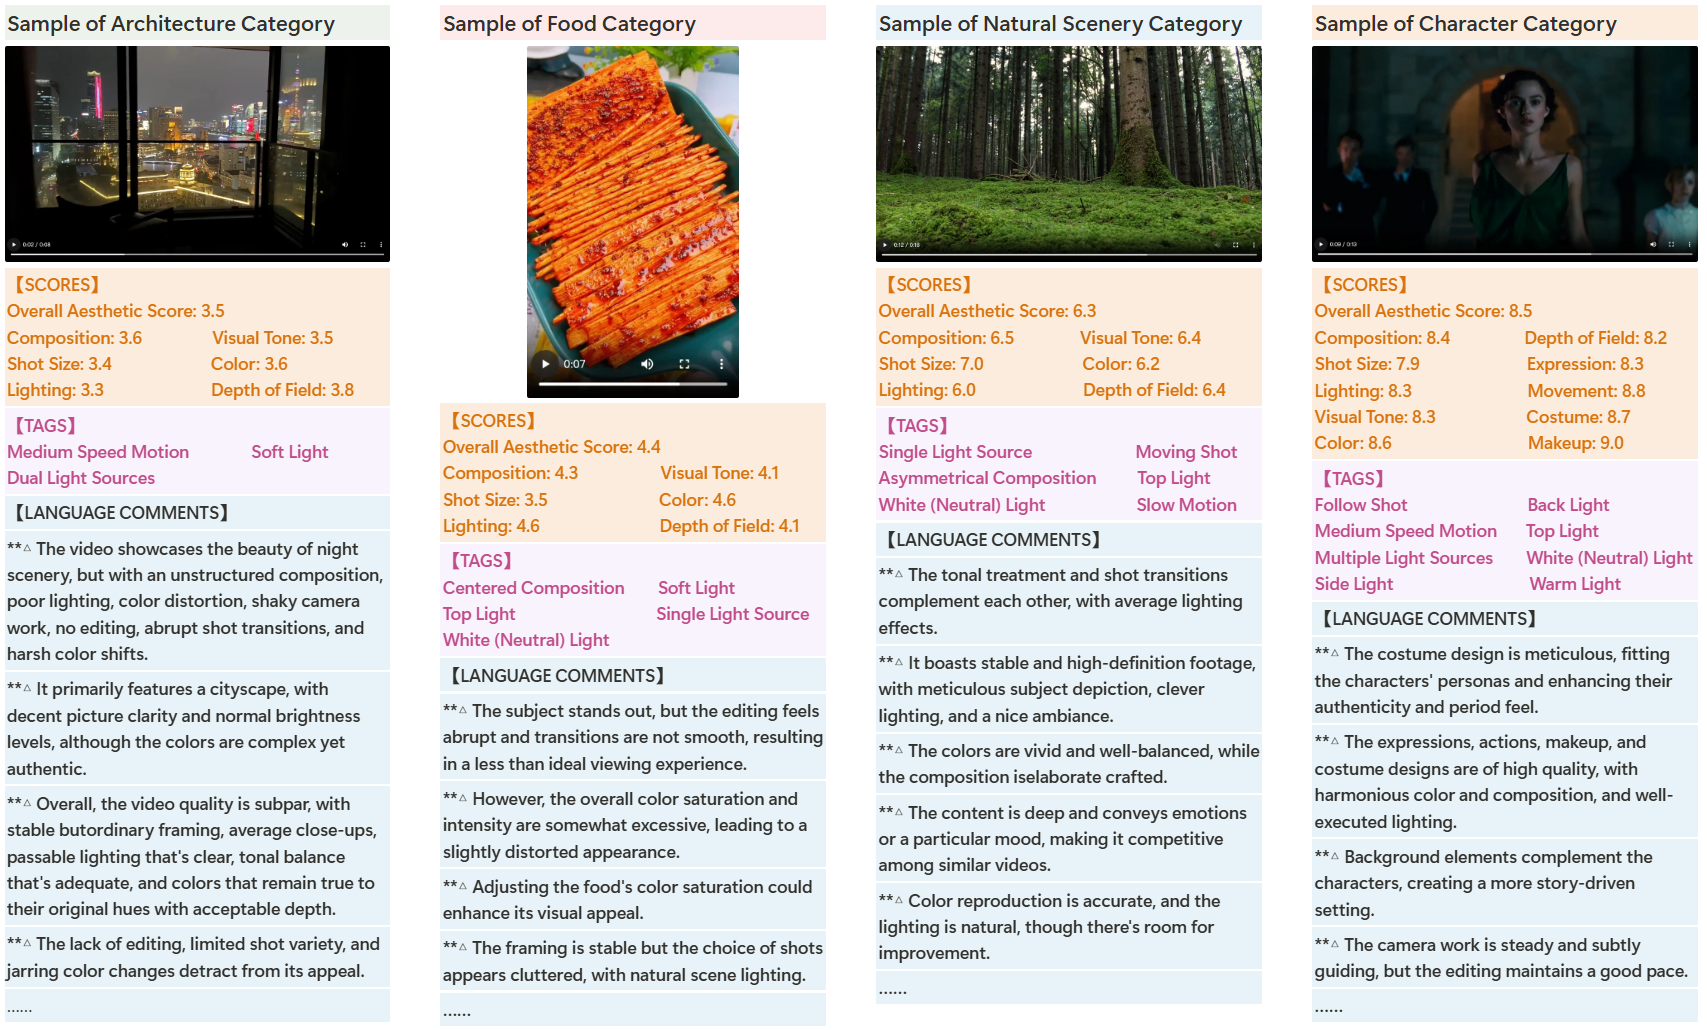 Sample of Architecture Category
0:02 / 0:08
【SCORES】
Overall Aesthetic Score: 3.5
Composition: 3.6 Visual Tone: 3.5
Shot Size: 3.4 Color: 3.6
Lighting: 3.3 Depth of Field: 3.8
【TAGS】
Medium Speed Motion Soft Light
Dual Light Sources
【LANGUAGE COMMENTS】
**△ The video showcases the beauty of night
scenery, but with an unstructured composition,
poor lighting, color distortion, shaky camera
work, no editing, abrupt shot transitions, and
harsh color shifts.
**△ It primarily features a cityscape, with
decent picture clarity and normal brightness
levels, although the colors are complex yet
authentic.
**△ Overall, the video quality is subpar, with
stable butordinary framing, average close-ups,
passable lighting that's clear, tonal balance
that's adequate, and colors that remain true to
their original hues with acceptable depth.
**△ The lack of editing, limited shot variety, and
jarring color changes detract from its appeal.
......
Sample of Food Category
0:07
【SCORES】
Overall Aesthetic Score: 4.4
Composition: 4.3 Visual Tone: 4.1
Shot Size: 3.5 Color: 4.6
Lighting: 4.6 Depth of Field: 4.1
【TAGS】
Centered Composition Soft Light
Top Light Single Light Source
White (Neutral) Light
【LANGUAGE COMMENTS】
**△ The subject stands out, but the editing feels
abrupt and transitions are not smooth, resulting
in a less than ideal viewing experience.
**△ However, the overall color saturation and
intensity are somewhat excessive, leading to a
slightly distorted appearance.
**△ Adjusting the food's color saturation could
enhance its visual appeal.
**△ The framing is stable but the choice of shots
appears cluttered, with natural scene lighting.
......
Sample of Natural Scenery Category
【SCORES】
Overall Aesthetic Score: 6.3
Composition: 6.5 Visual Tone: 6.4
Shot Size: 7.0 Color: 6.2
Lighting: 6.0 Depth of Field: 6.4
【TAGS】
Single Light Source Moving Shot
Asymmetrical Composition Top Light
White (Neutral) Light Slow Motion
【LANGUAGE COMMENTS】
**△ The tonal treatment and shot transitions
complement each other, with average lighting
effects.
**△ It boasts stable and high-definition footage,
with meticulous subject depiction, clever
lighting, and a nice ambiance.
**△ The colors are vivid and well-balanced, while
the composition iselaborate crafted.
**△ The content is deep and conveys emotions
or a particular mood, making it competitive
among similar videos.
**△ Color reproduction is accurate, and the
lighting is natural, though there's room for
improvement.
......
Sample of Character Category
0:09 / 0:13
【SCORES】
Overall Aesthetic Score: 8.5
Composition: 8.4 Depth of Field: 8.2
Shot Size: 7.9 Expression: 8.3
Lighting: 8.3 Movement: 8.8
Visual Tone: 8.3 Costume: 8.7
Color: 8.6 Makeup: 9.0
【TAGS】
Follow Shot Back Light
Medium Speed Motion Top Light
Multiple Light Sources White (Neutral) Light
Side Light Warm Light
【LANGUAGE COMMENTS】
**△ The costume design is meticulous, fitting
the characters' personas and enhancing their
authenticity and period feel.
**△ The expressions, actions, makeup, and
costume designs are of high quality, with
harmonious color and composition, and well-
executed lighting.
**△ Background elements complement the
characters, creating a more story-driven
setting.
**△ The camera work is steady and subtly
guiding, but the editing maintains a good pace.
......